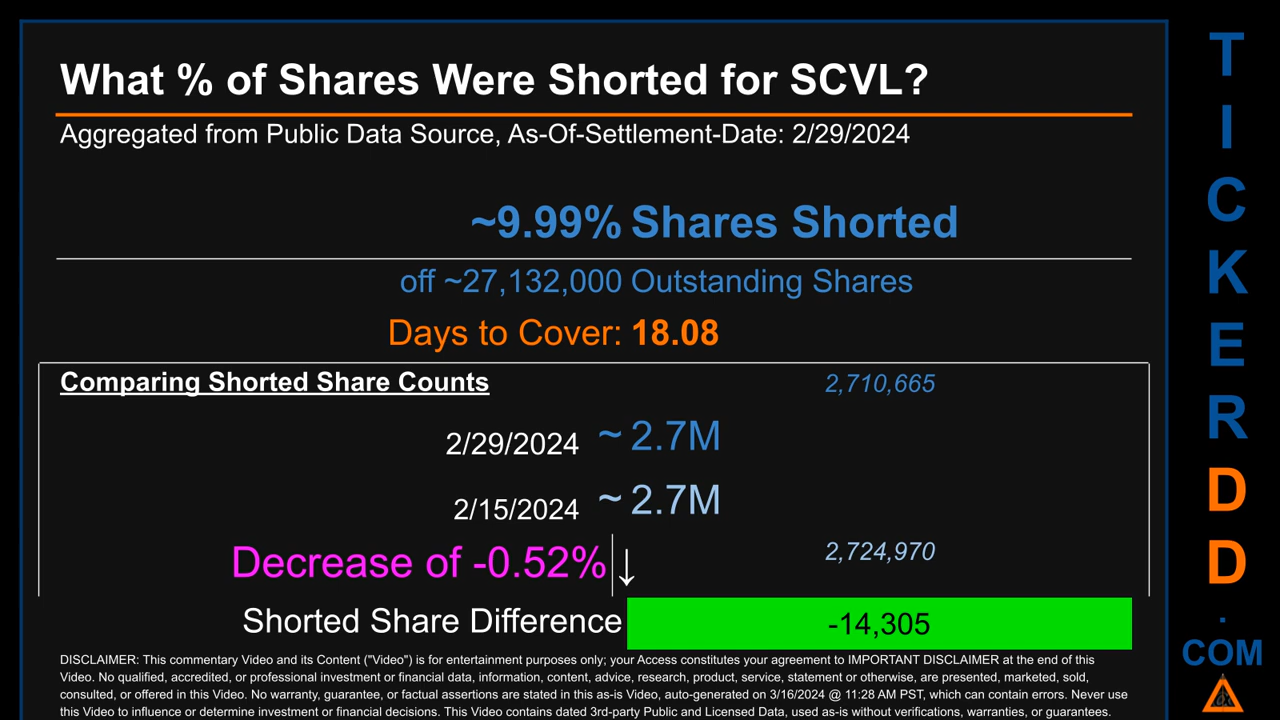 What % of Shares Were Shorted for SCVL?
Aggregated from Public Data Source, As-Of-Settlement-Date: 2/29/2024
~9.99% Shares Shorted
off ~27,132,000 Outstanding Shares
Days to Cover: 18.08
Comparing Shorted Share Counts
2,710,665
2/29/2024 ~ 2.7M
2/15/2024 ~ 2.7M
Decrease of -0.52% ↓
2,724,970
Shorted Share Difference -14,305
DISCLAIMER: This commentary Video and its Content ("Video") is for entertainment purposes only; your Access constitutes your agreement to IMPORTANT DISCLAIMER at the end of this
Video. No qualified, accredited, or professional investment or financial data, information, content, advice, research, product, service, statement or otherwise, are presented, marketed, sold,
consulted, or offered in this Video. No warranty, guarantee, or factual assertions are stated in this as-is Video, auto-generated on 3/16/2024 @ 11:28 AM PST, which can contain errors. Never use
this Video to influence or determine investment or financial decisions. This Video contains dated 3rd-party Public and Licensed Data, used as-is without verifications, warranties, or guarantees.
T
I
C
K
E
R
D
D
.
COM